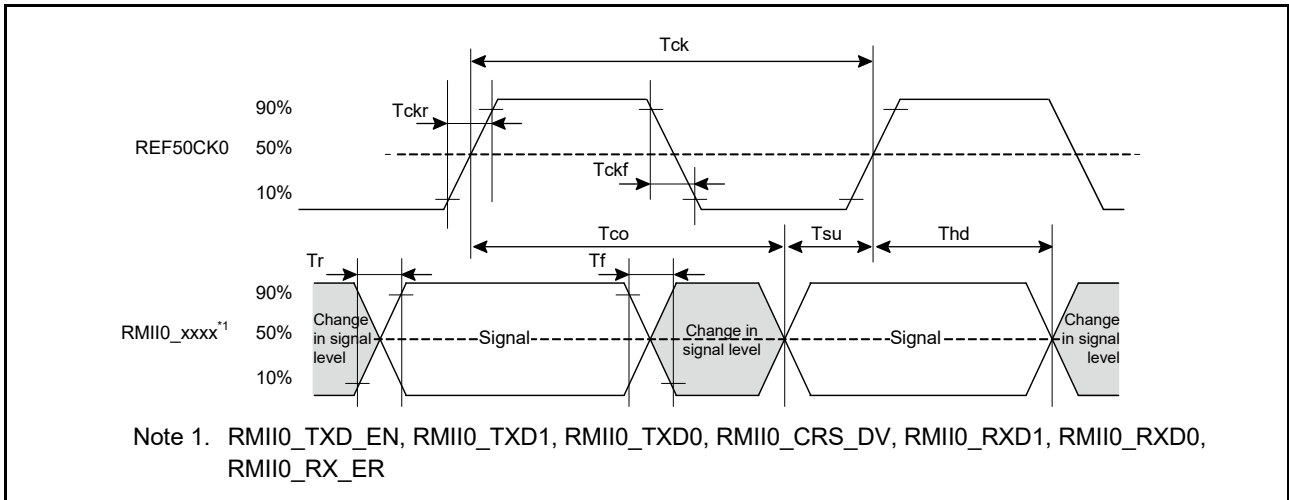 Tck
90%
Tckr
REF50CK0
50%
Tckf
10%
Tco
Tsu
Thd
Tr
Tf
90%
RMII0_xxxx*1
50%
Change
in signal
level
Signal
Change in
signal level
Signal
Change
in signal
level
10%
Note 1. RMII0_TXD_EN, RMII0_TXD1, RMII0_TXD0, RMII0_CRS_DV, RMII0_RXD1, RMII0_RXD0,
RMII0_RX_ER